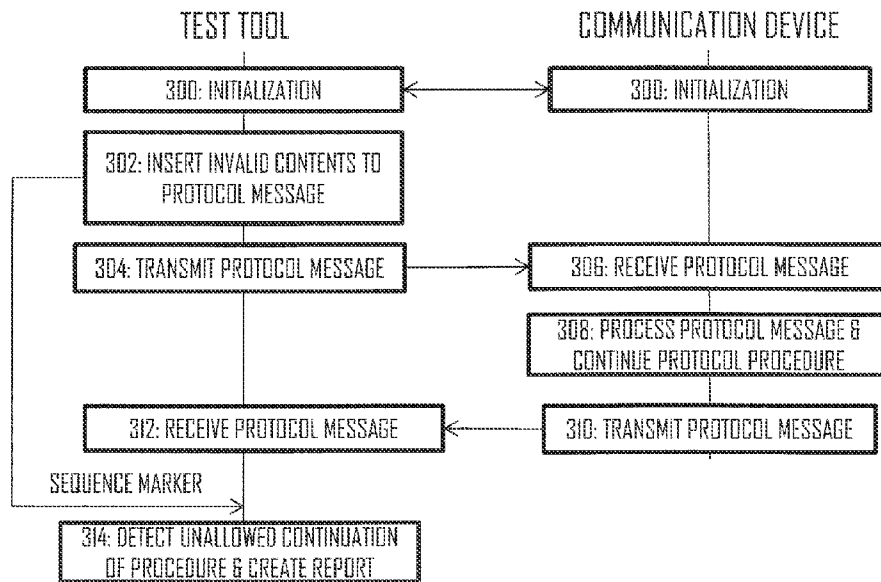 TEST TOOL
COMMUNICATION DEVICE
300: INITIALIZATION
300: INITIALIZATION
302: INSERT INVALID CONTENTS TO
PROTOCOL MESSAGE
304: TRANSMIT PROTOCOL MESSAGE
306: RECEIVE PROTOCOL MESSAGE
308: PROCESS PROTOCOL MESSAGE &
CONTINUE PROTOCOL PROCEDURE
312: RECEIVE PROTOCOL MESSAGE
310: TRANSMIT PROTOCOL MESSAGE
SEQUENCE MARKER
314: DETECT UNALLOWED CONTINUATION
OF PROCEDURE & CREATE REPORT